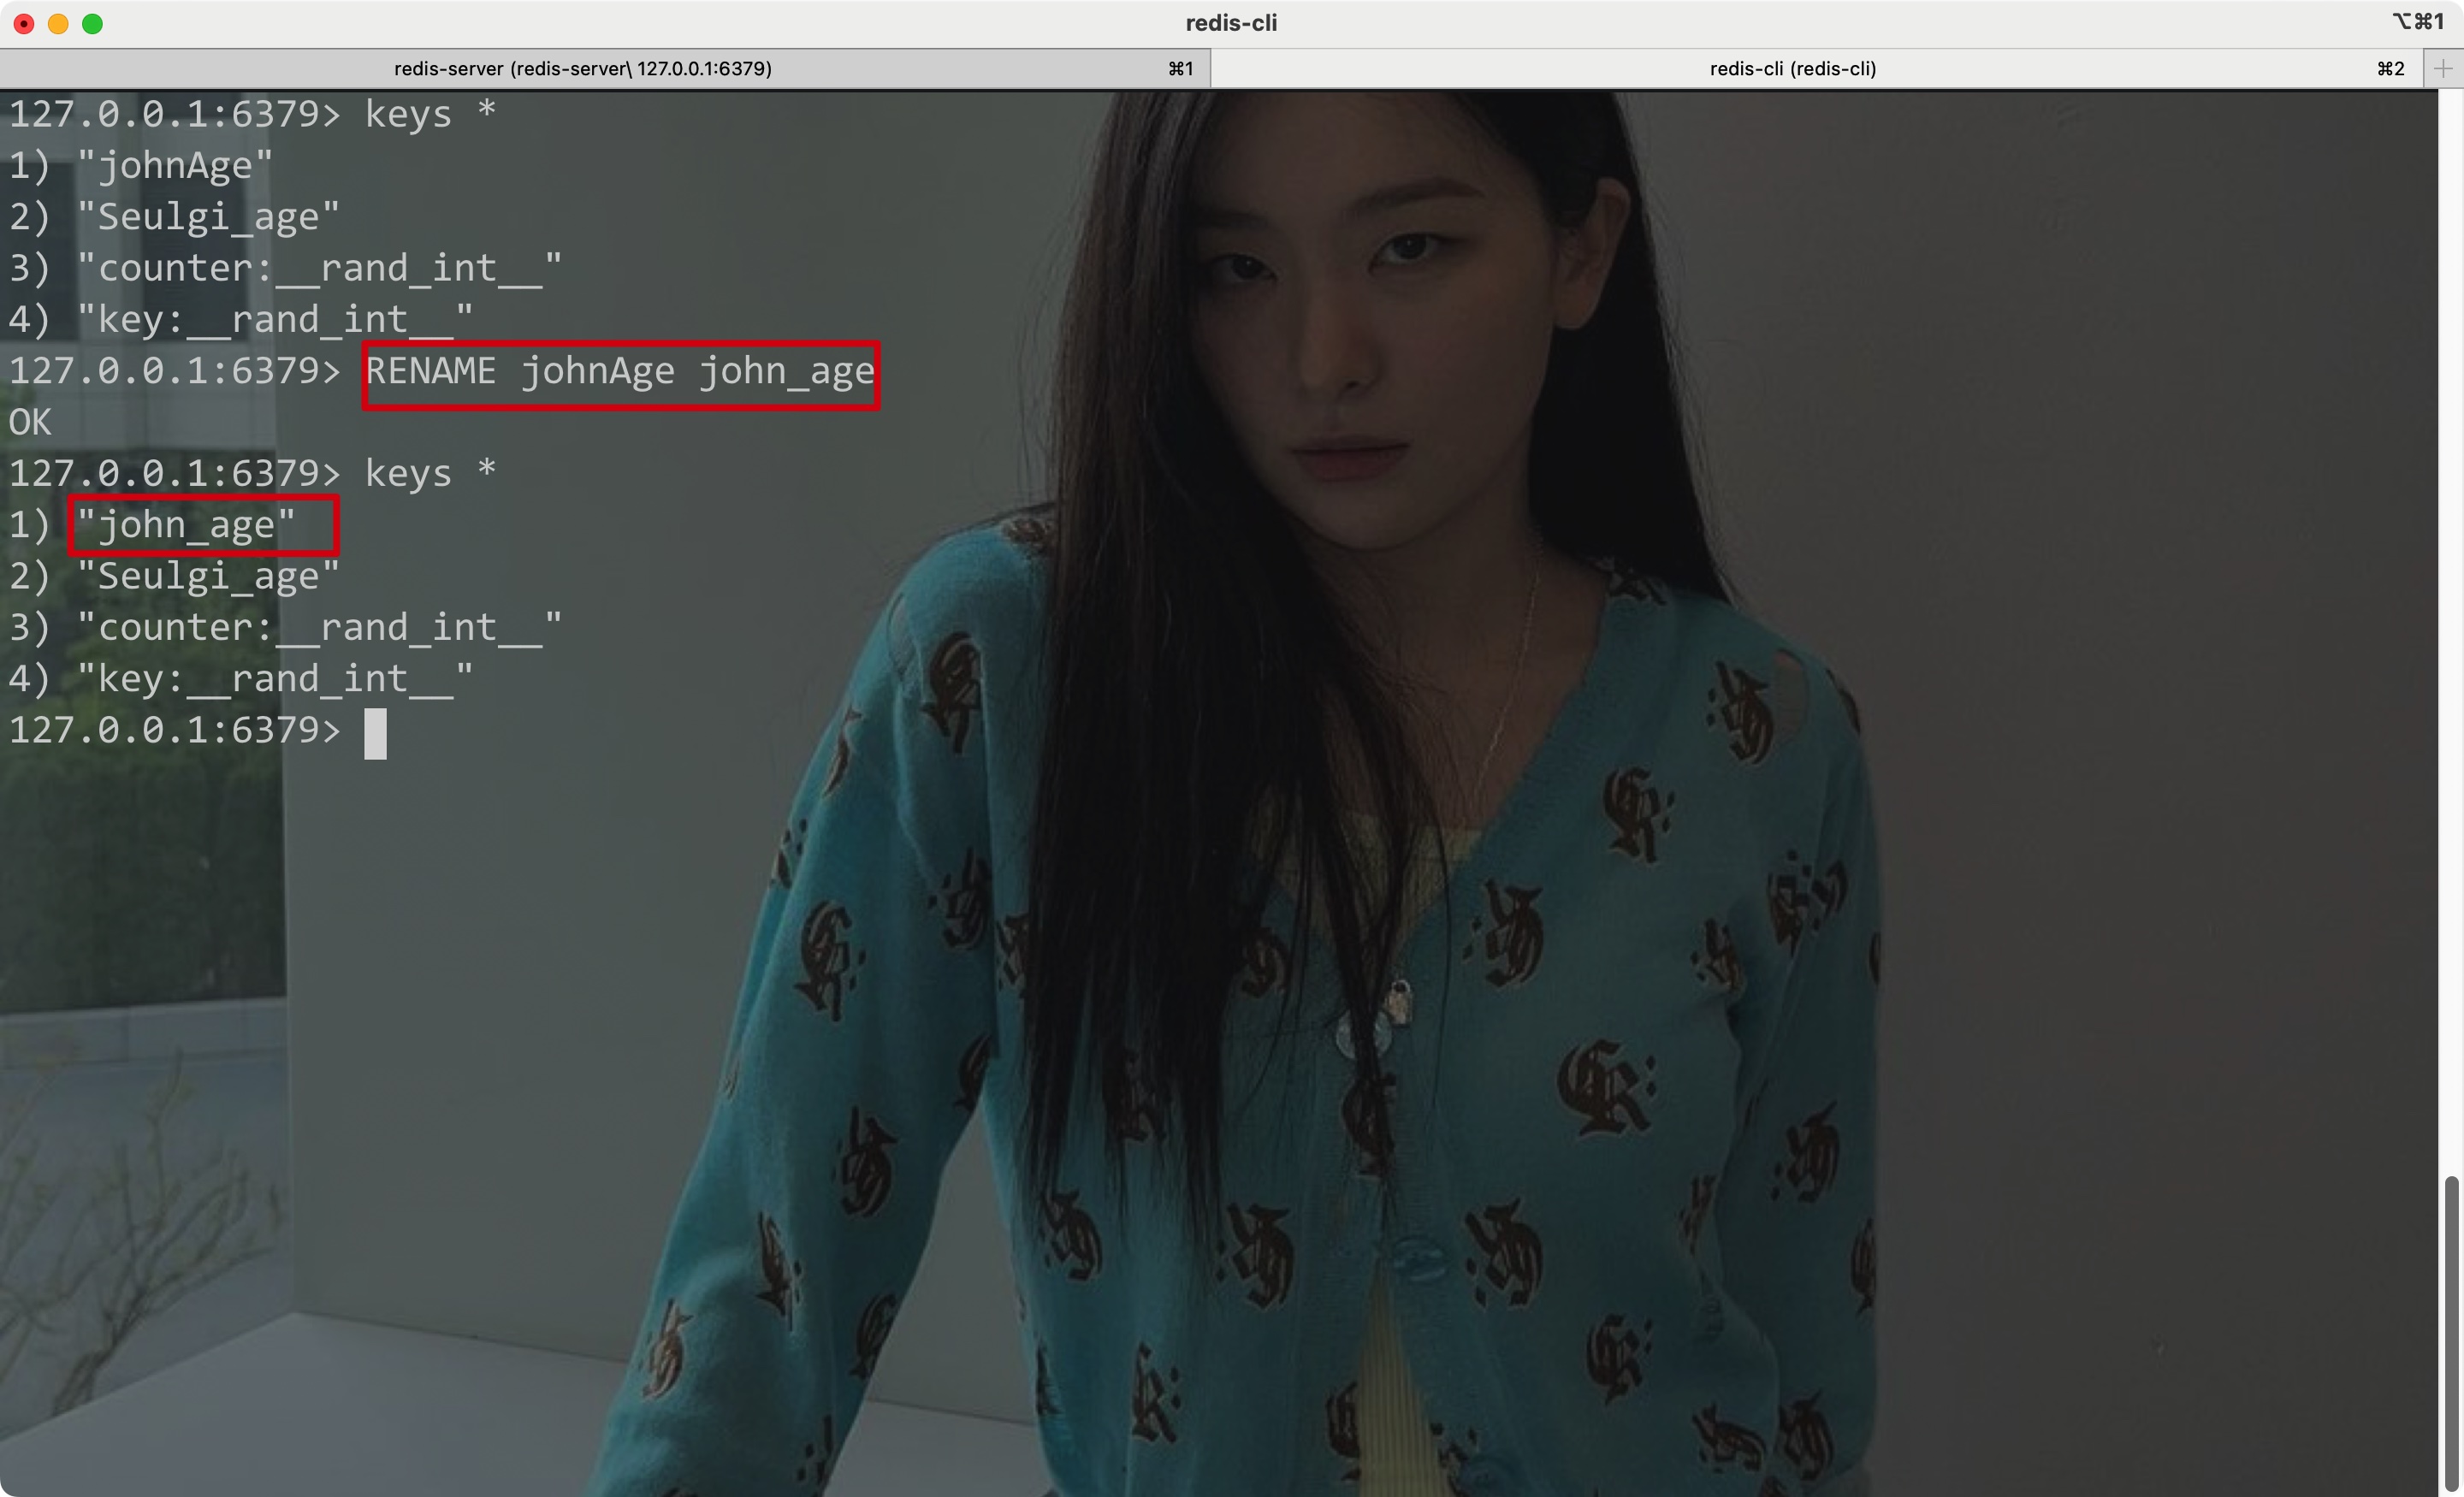 redis-cli
⌥⌘1
redis-server (redis-server\ 127.0.0.1:6379) ⌘1
redis-cli (redis-cli) ⌘2
127.0.0.1:6379> keys *
1) "johnAge"
2) "Seulgi_age"
3) "counter:__rand_int__"
4) "key:__rand_int__"
127.0.0.1:6379> RENAME johnAge john_age
OK
127.0.0.1:6379> keys *
1) "john_age"
2) "Seulgi_age"
3) "counter:__rand_int__"
4) "key:__rand_int__"
127.0.0.1:6379>